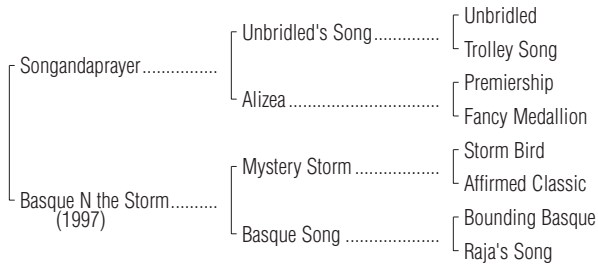 Unbridled
Unbridled's Song..............
Trolley Song
Songandaprayer................
Premiership
Alizea................................
Fancy Medallion
Storm Bird
Mystery Storm ..................
Affirmed Classic
Basque N the Storm..........
(1997)
Bounding Basque
Basque Song ....................
Raja's Song